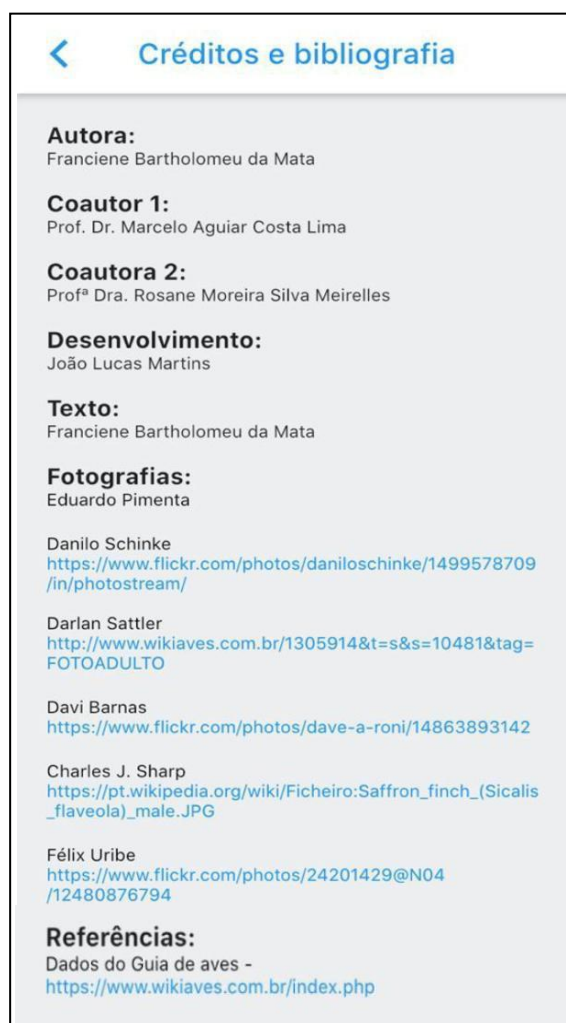 Créditos e bibliografia
Autora:
Franciene Bartholomeu da Mata
Coautor 1:
Prof. Dr. Marcelo Aguiar Costa Lima
Coautora 2:
Profª Dra. Rosane Moreira Silva Meirelles
Desenvolvimento:
João Lucas Martins
Texto:
Franciene Bartholomeu da Mata
Fotografias:
Eduardo Pimenta
Danilo Schinke
https://www.flickr.com/photos/daniloschinke/1499578709
/in/photostream/
Darlan Sattler
http://www.wikiaves.com.br/1305914&t=s&s=10481&tag=
FOTOADULTO
Davi Barnas
https://www.flickr.com/photos/dave-a-roni/14863893142
Charles J. Sharp
https://pt.wikipedia.org/wiki/Ficheiro:Saffron_finch_(Sicalis
_flaveola)_male.JPG
Félix Uribe
https://www.flickr.com/photos/24201429@N04
/12480876794
Referências:
Dados do Guia de aves -
https://www.wikiaves.com.br/index.php